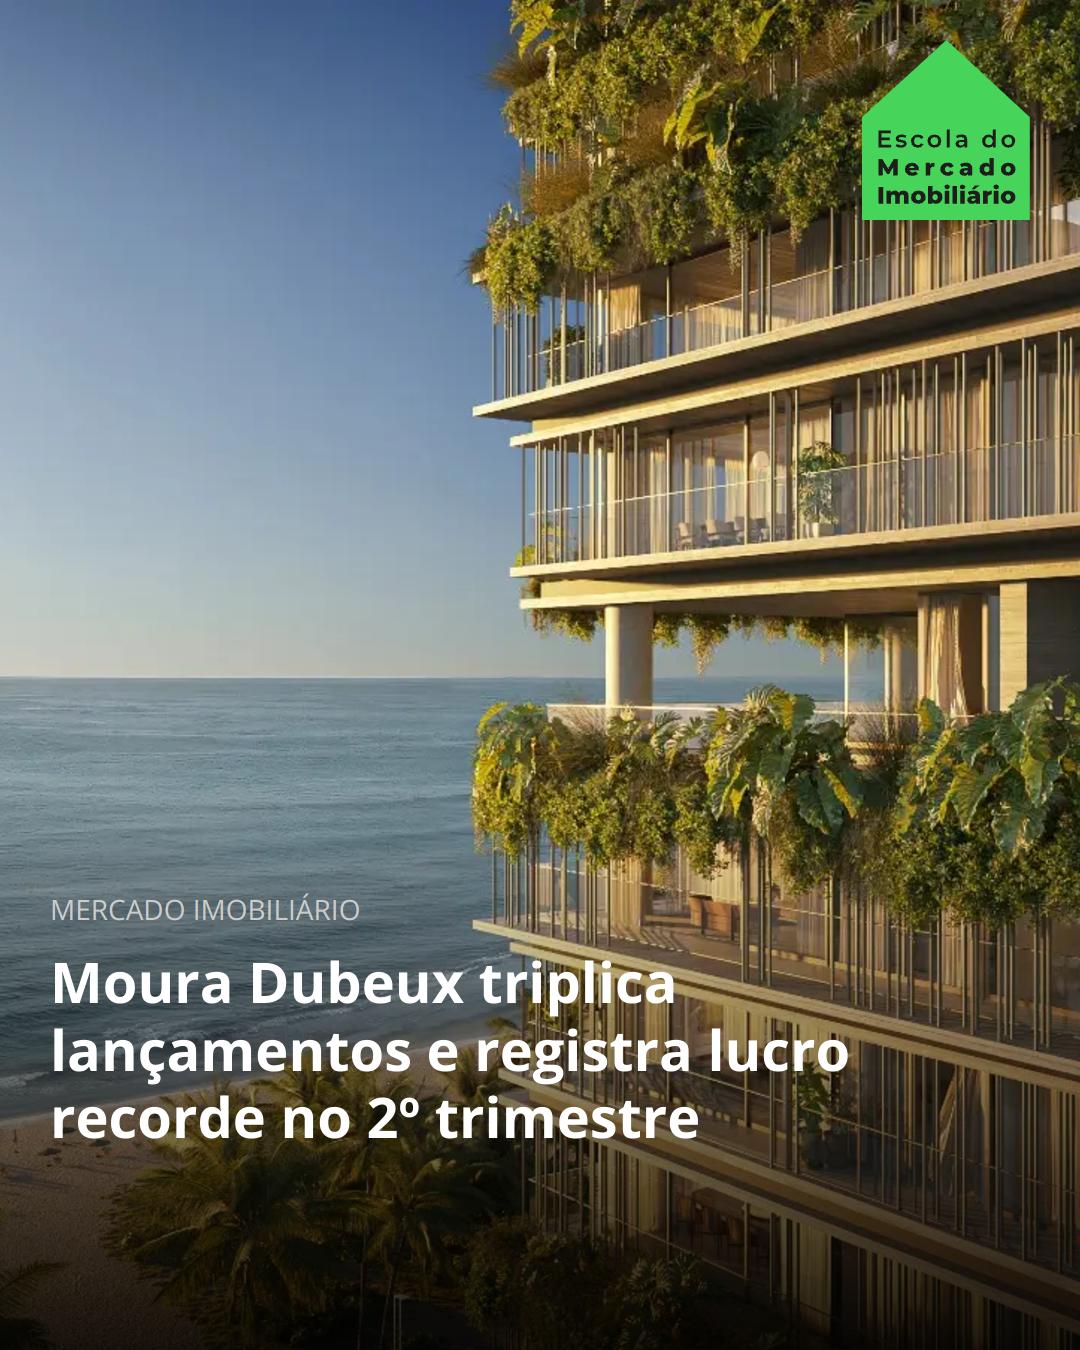 Escola do
Mercado
Imobiliário
MERCADO IMOBILIÁRIO
Moura Dubeux triplica
lançamentos e registra lucro
recorde no 2º trimestre